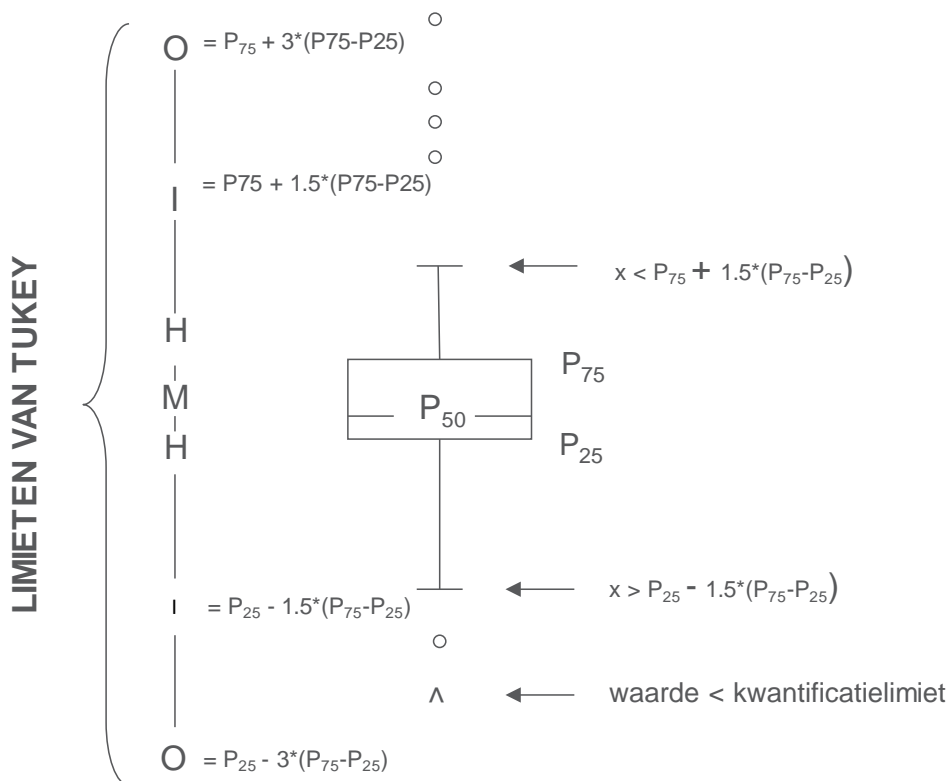 LIMIETEN VAN TUKEY
O = P75 + 3*(P75-P25)
I = P75 + 1.5*(P75-P25)
H
M
H
I = P25 - 1.5*(P75-P25)
O = P25 - 3*(P75-P25)
x < P75 + 1.5*(P75-P25)
P75
P50
P25
x > P25 - 1.5*(P75-P25)
^ waarde < kwantificatielimiet